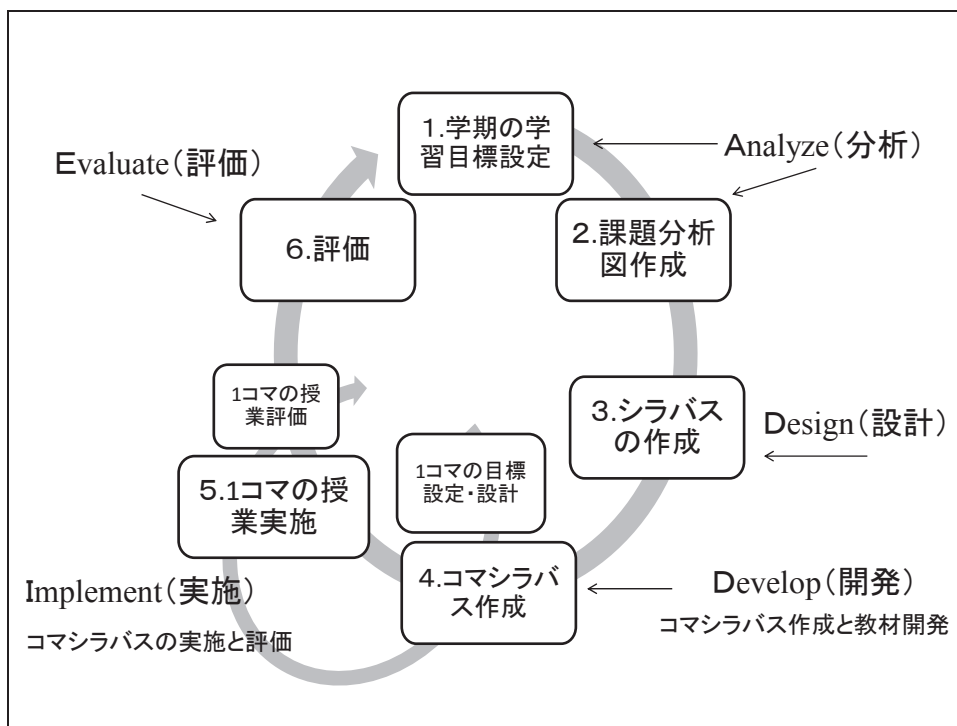 1.学期の学
習目標設定
Analyze(分析)
Evaluate(評価)
2.課題分析
図作成
6.評価
3.シラバス
の作成
Design(設計)
1コマの授
業評価
1コマの目標
設定・設計
5.1コマの授
業実施
4.コマシラバ
ス作成
Implement(実施)
コマシラバスの実施と評価
Develop(開発)
コマシラバス作成と教材開発